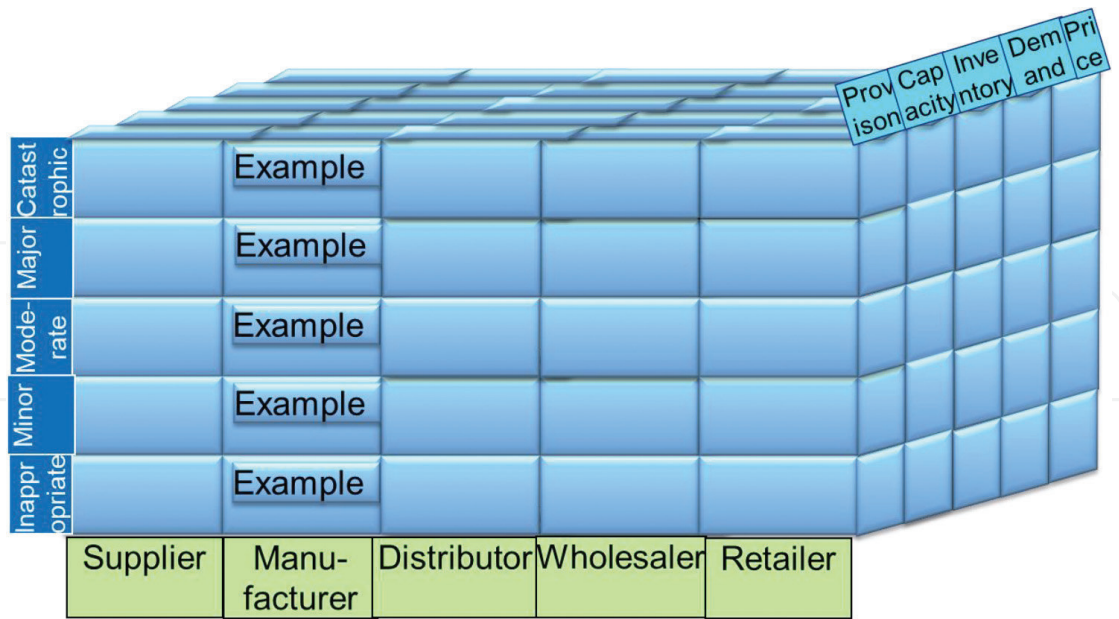 Prov
ison
Cap
acity
Inve
ntory
Dem
and
Pri
ce
Catast
rophic
Example
Major
Example
Mode-
rate
Example
Minor
Example
Inappr
opriate
Example
Supplier
Manu-
facturer
Distributor
Wholesaler
Retailer